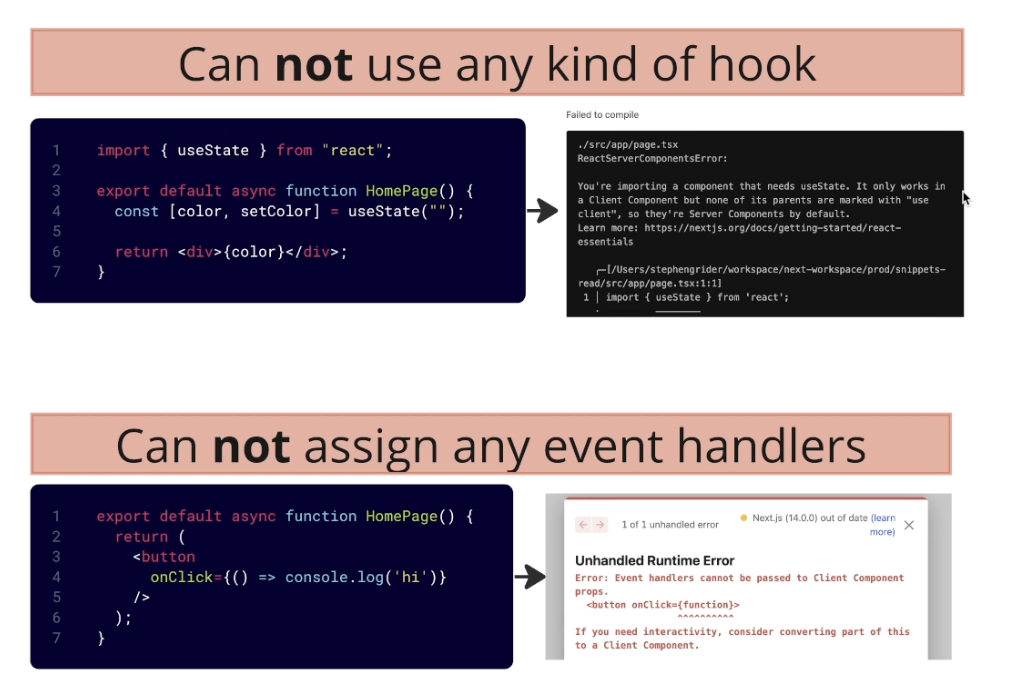 Can not use any kind of hook
Failed to compile
1 import { useState } from "react";
2
3 export default async function HomePage() {
4 const [color, setColor] = useState("");
5
6 return <div>{color}</div>;
7 }
./src/app/page.tsx
ReactServerComponentsError:
You're importing a component that needs useState. It only works in
a Client Component but none of its parents are marked with "use
client", so they're Server Components by default.
Learn more: https://nextjs.org/docs/getting-started/react-
essentials
╭─[/Users/stephengrider/workspace/next-workspace/prod/snippets-
read/src/app/page.tsx:1:1]
1 │ import { useState } from 'react';
Can not assign any event handlers
1 export default async function HomePage() {
2 return (
3 <button
4 onClick={() => console.log('hi')}
5 />
6 );
7 }
1 of 1 unhandled error
Next.js (14.0.0) out of date (learn
more)
Unhandled Runtime Error
Error: Event handlers cannot be passed to Client Component
props.
<button onClick={function}>
^^^^^^^^^^
If you need interactivity, consider converting part of this
to a Client Component.